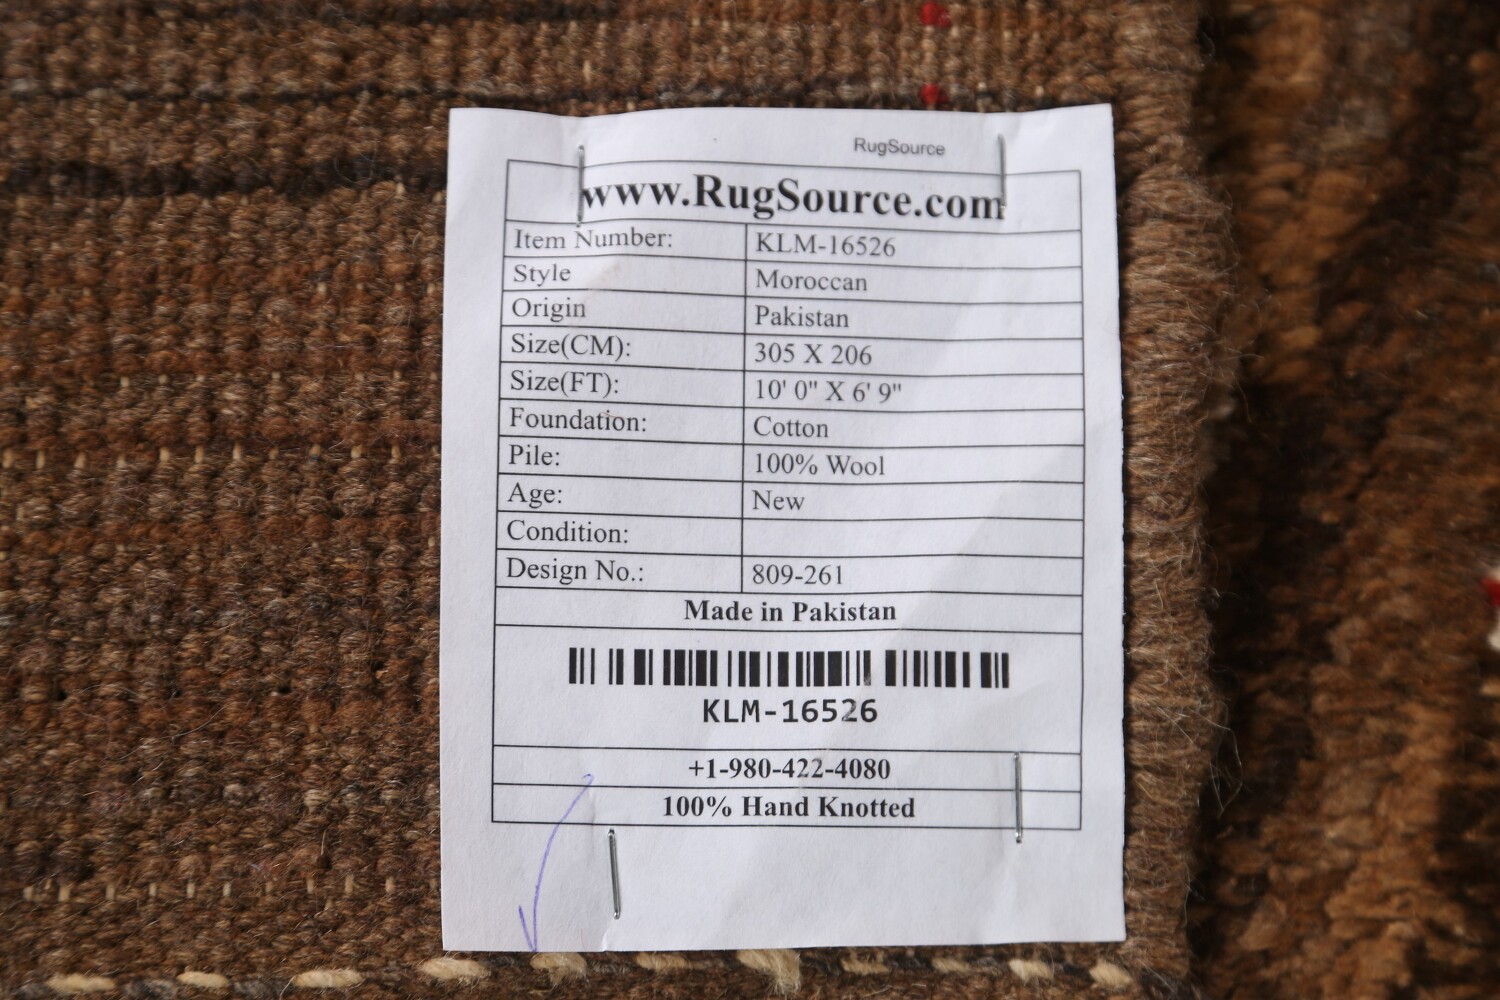 RugSource
www.RugSource.com
Item Number: KLM-16526
Style Moroccan
Origin Pakistan
Size(CM): 305 X 206
Size(FT): 10' 0" X 6' 9"
Foundation: Cotton
Pile: 100% Wool
Age: New
Condition:
Design No.: 809-261
Made in Pakistan
KLM-16526
+1-980-422-4080
100% Hand Knotted